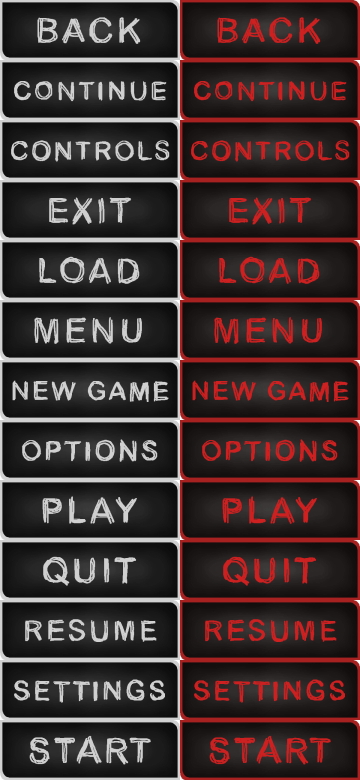 BACK BACK
CONTINUE CONTINUE
CONTROLS CONTROLS
EXIT EXIT
LOAD LOAD
MENU MENU
NEW GAME NEW GAME
OPTIONS OPTIONS
PLAY PLAY
QUIT QUIT
RESUME RESUME
SETTINGS SETTINGS
START START